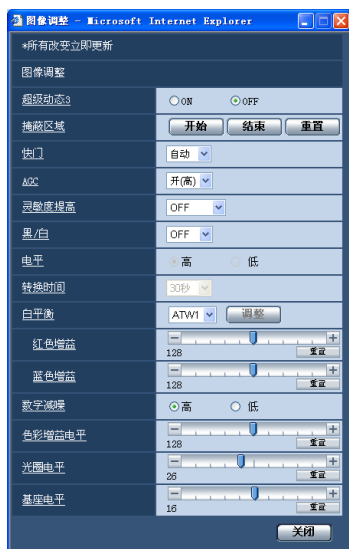 图像调整 - Microsoft Internet Explorer
*所有改变立即更新
图像调整
超级动态3 ON OFF
掩蔽区域 开始 结束 重置
快门 自动
AGC 开(高)
灵敏度提高 OFF
黑/白 OFF
电平 高 低
转换时间 30秒
白平衡 ATW1 调整
红色增益 - +
128 重置
蓝色增益 - +
128 重置
数字减噪 高 低
色彩增益电平 - +
128 重置
光圈电平 - +
26 重置
基座电平 - +
16 重置
关闭